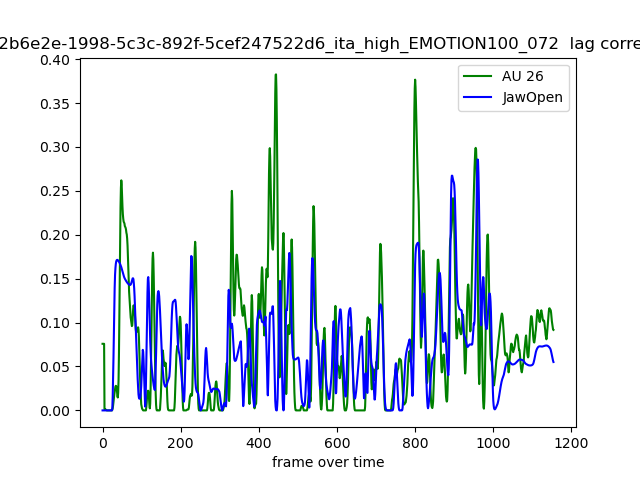 2b6e2e-1998-5c3c-892f-5cef247522d6_ita_high_EMOTION100_072 lag corre
0.40
0.35
0.30
0.25
0.20
0.15
0.10
0.05
0.00
AU 26
JawOpen
0 200 400 600 800 1000 1200
frame over time